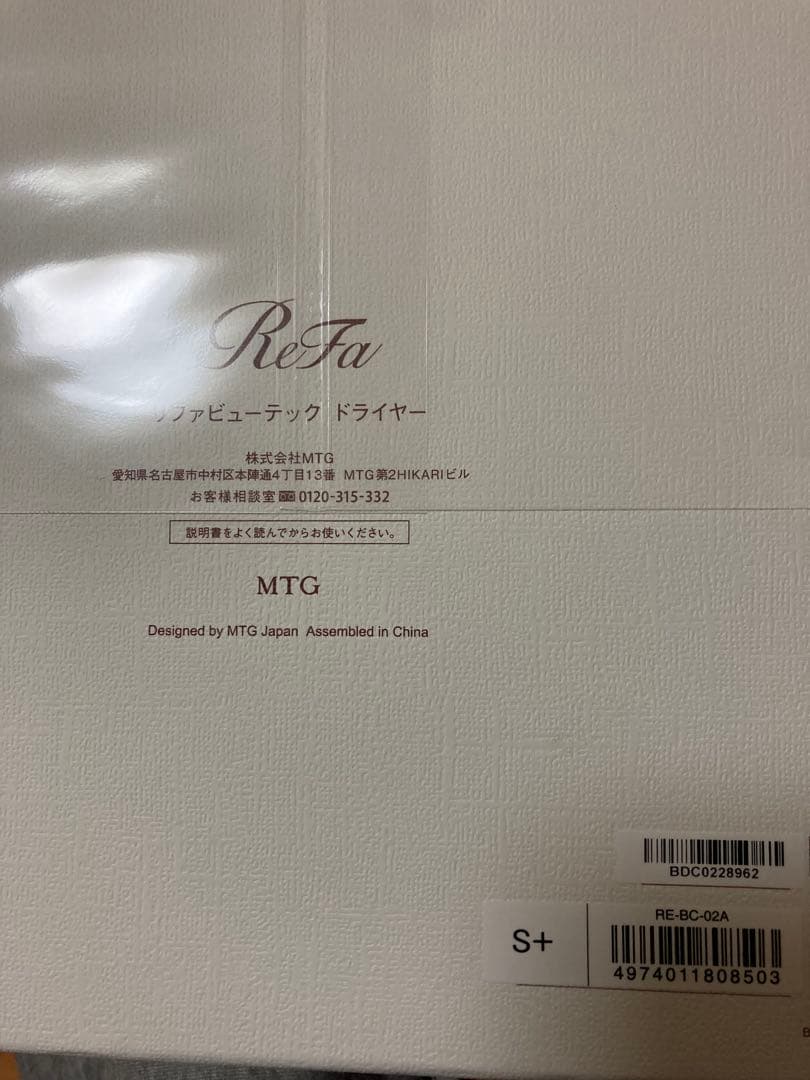 ReFa
リファビューテック ドライヤー
株式会社MTG
愛知県名古屋市中村区本陣通4丁目13番 MTG第2HIKARIビル
お客様相談室 0120-315-332
説明書をよく読んでからお使いください。
MTG
Designed by MTG Japan Assembled in China
BDC0228962
S+
RE-BC-02A
4974011808503